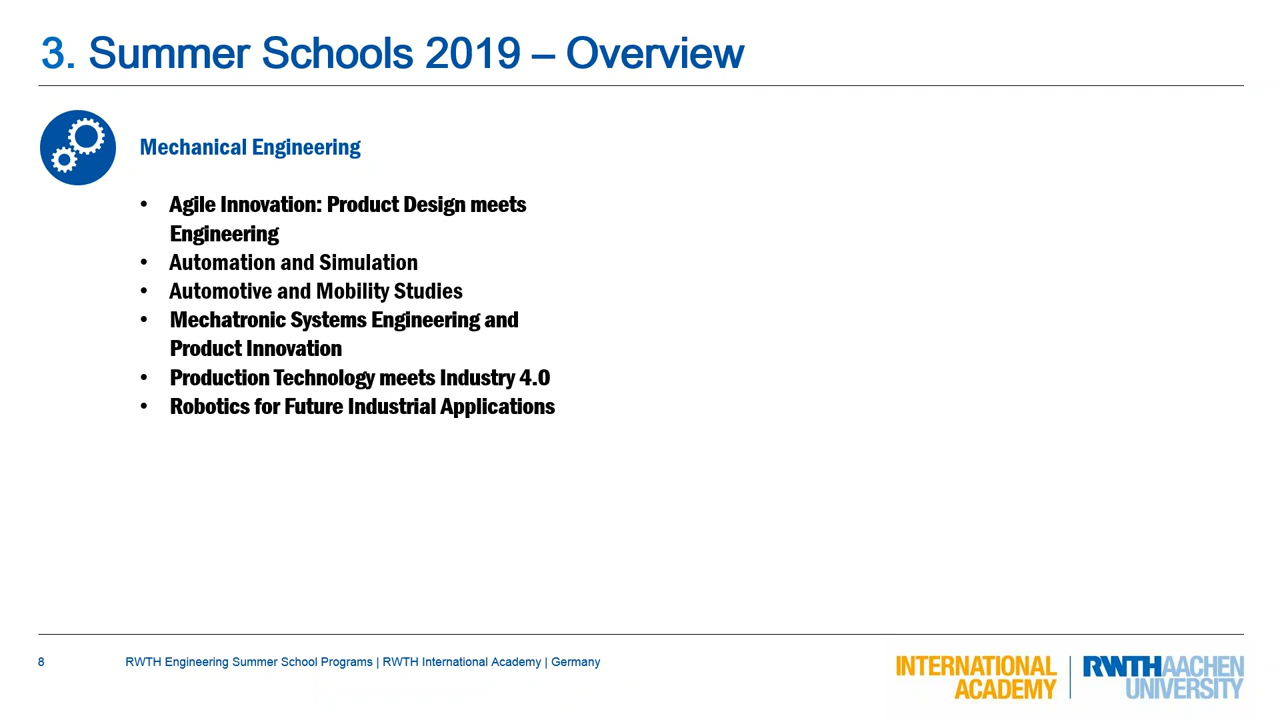 3. Summer Schools 2019 – Overview
Mechanical Engineering
• Agile Innovation: Product Design meets
Engineering
• Automation and Simulation
• Automotive and Mobility Studies
• Mechatronic Systems Engineering and
Product Innovation
• Production Technology meets Industry 4.0
• Robotics for Future Industrial Applications
8 RWTH Engineering Summer School Programs | RWTH International Academy | Germany
INTERNATIONAL
ACADEMY
RWTHAACHEN
UNIVERSITY